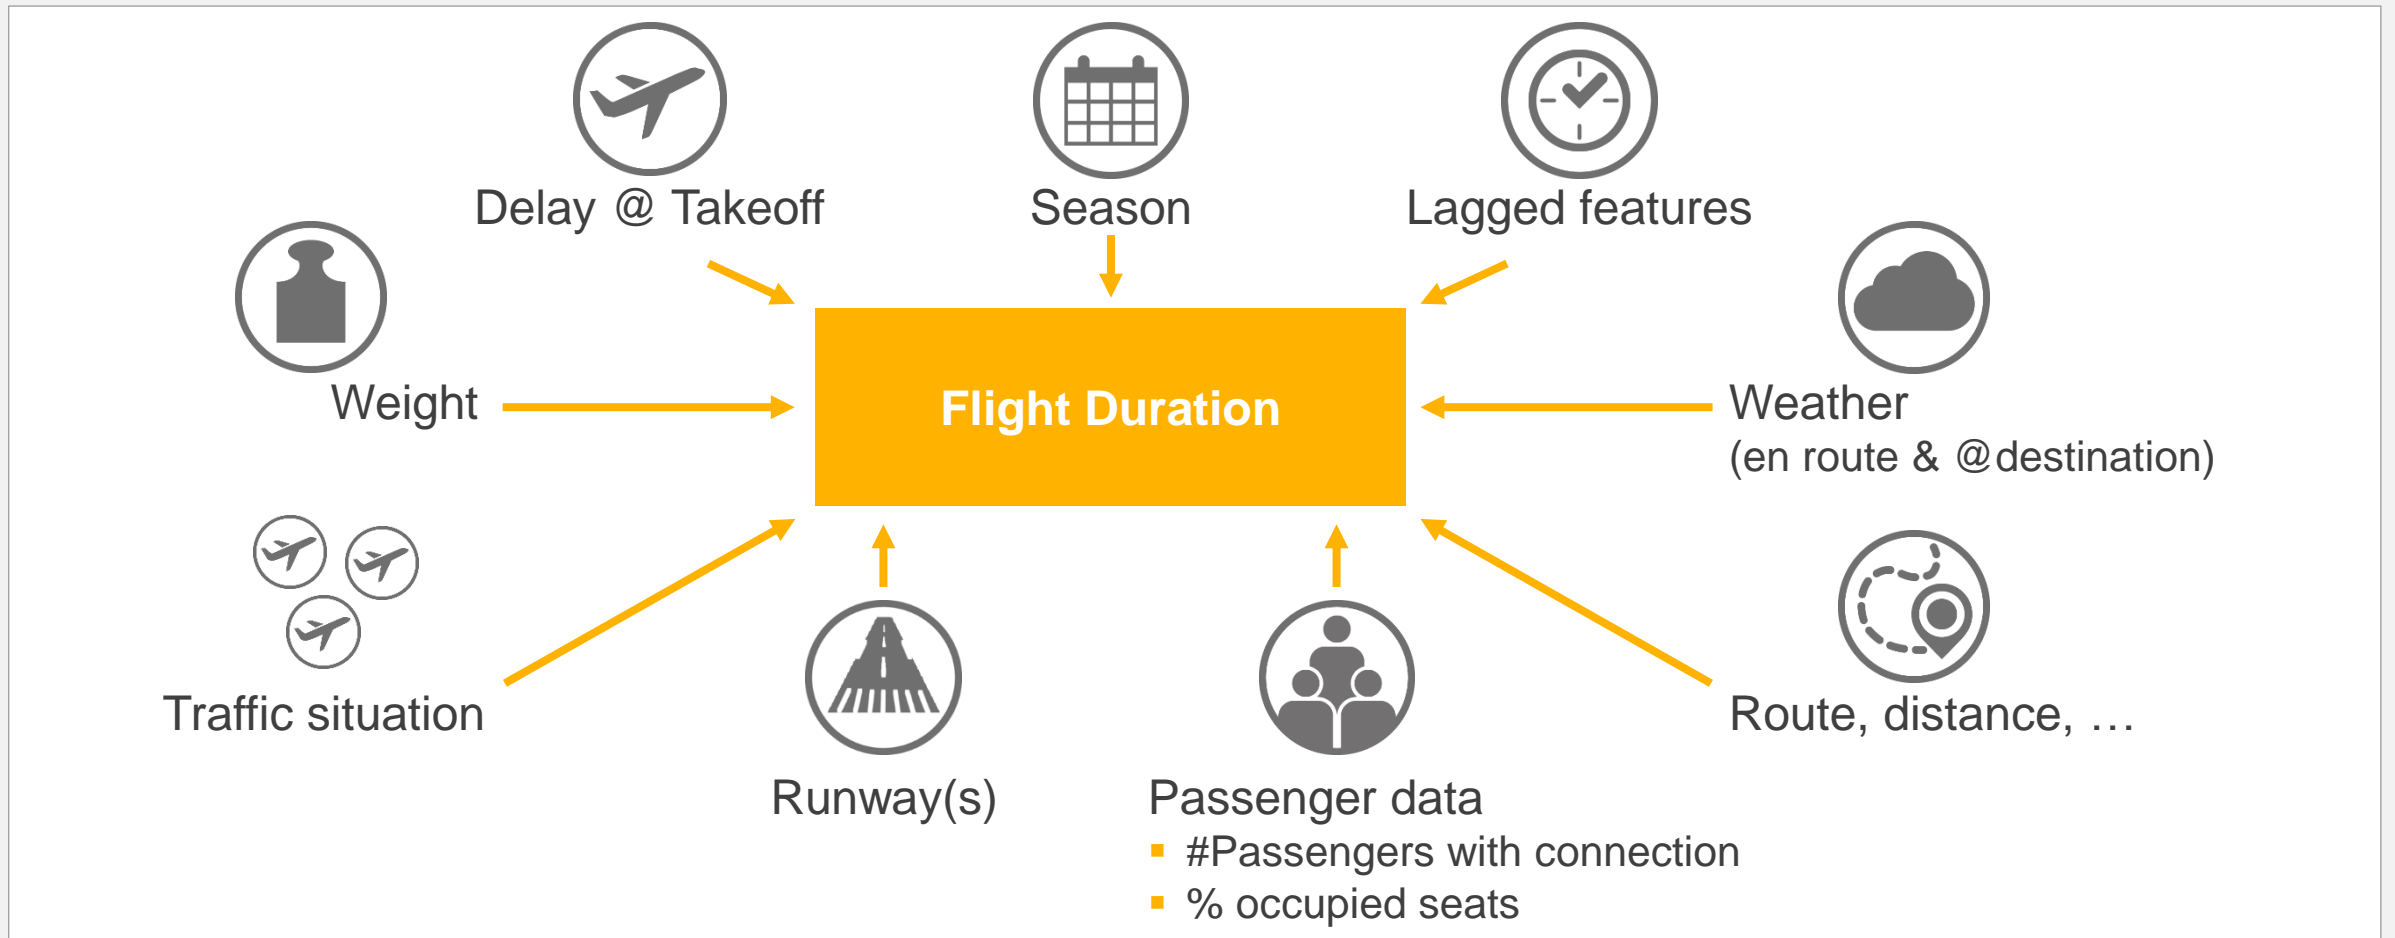 Delay @ Takeoff
Season
Lagged features
Weight
Flight Duration
Weather
(en route & @destination)
Traffic situation
Runway(s)
Passenger data
▪ #Passengers with connection
▪ % occupied seats
Route, distance, …